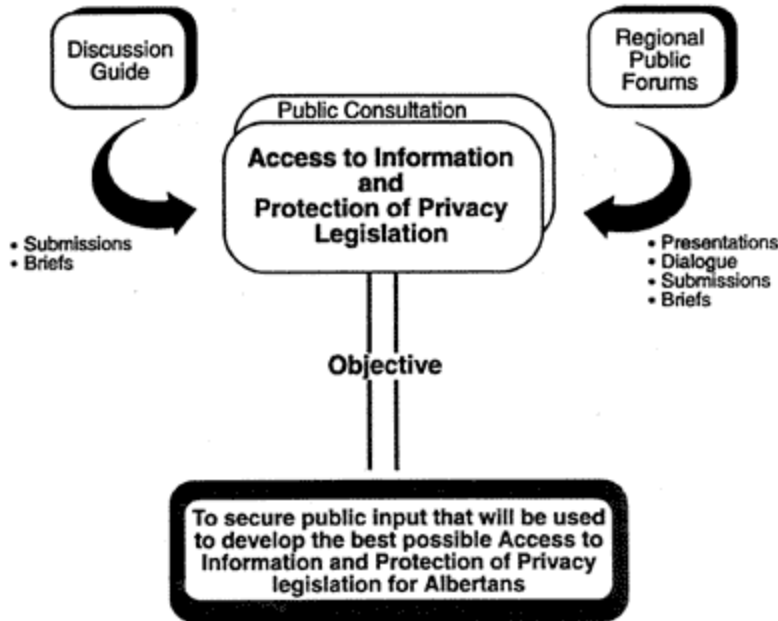 Discussion
Guide
Regional
Public
Forums
Public Consultation
Access to Information
and
Protection of Privacy
Legislation
• Submissions
• Briefs
• Presentations
• Dialogue
• Submissions
• Briefs
Objective
To secure public input that will be used
to develop the best possible Access to
Information and Protection of Privacy
legislation for Albertans